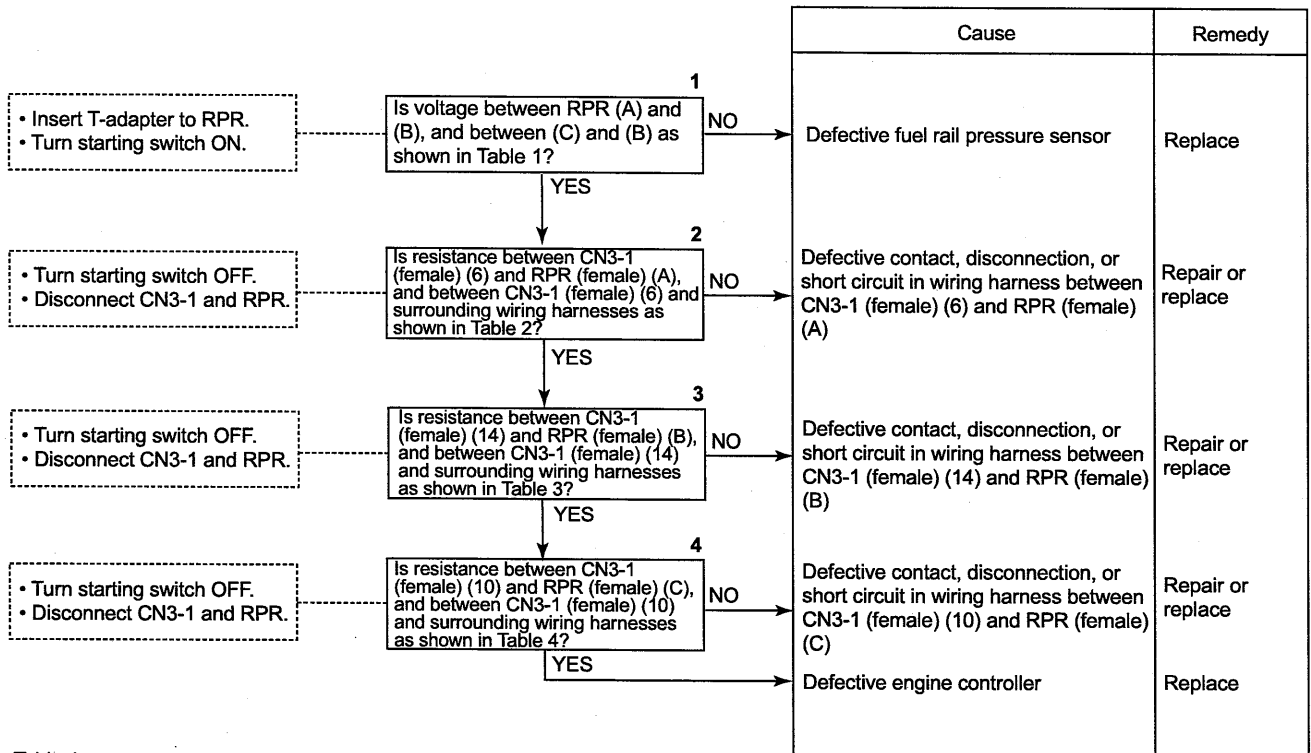 Cause
Remedy
1
• Insert T-adapter to RPR.
• Turn starting switch ON.
Is voltage between RPR (A) and
(B), and between (C) and (B) as
shown in Table 1?
NO
Defective fuel rail pressure sensor
Replace
YES
2
• Turn starting switch OFF.
• Disconnect CN3-1 and RPR.
Is resistance between CN3-1
(female) (6) and RPR (female) (A),
and between CN3-1 (female) (6) and
surrounding wiring harnesses as
shown in Table 2?
NO
Defective contact, disconnection, or
short circuit in wiring harness between
CN3-1 (female) (6) and RPR (female)
(A)
Repair or
replace
YES
3
• Turn starting switch OFF.
• Disconnect CN3-1 and RPR.
Is resistance between CN3-1
(female) (14) and RPR (female) (B),
and between CN3-1 (female) (14)
and surrounding wiring harnesses
as shown in Table 3?
NO
Defective contact, disconnection, or
short circuit in wiring harness between
CN3-1 (female) (14) and RPR (female)
(B)
Repair or
replace
YES
4
• Turn starting switch OFF.
• Disconnect CN3-1 and RPR.
Is resistance between CN3-1
(female) (10) and RPR (female) (C),
and between CN3-1 (female) (10)
and surrounding wiring harnesses
as shown in Table 4?
NO
Defective contact, disconnection, or
short circuit in wiring harness between
CN3-1 (female) (10) and RPR (female)
(C)
Repair or
replace
YES
Defective engine controller
Replace